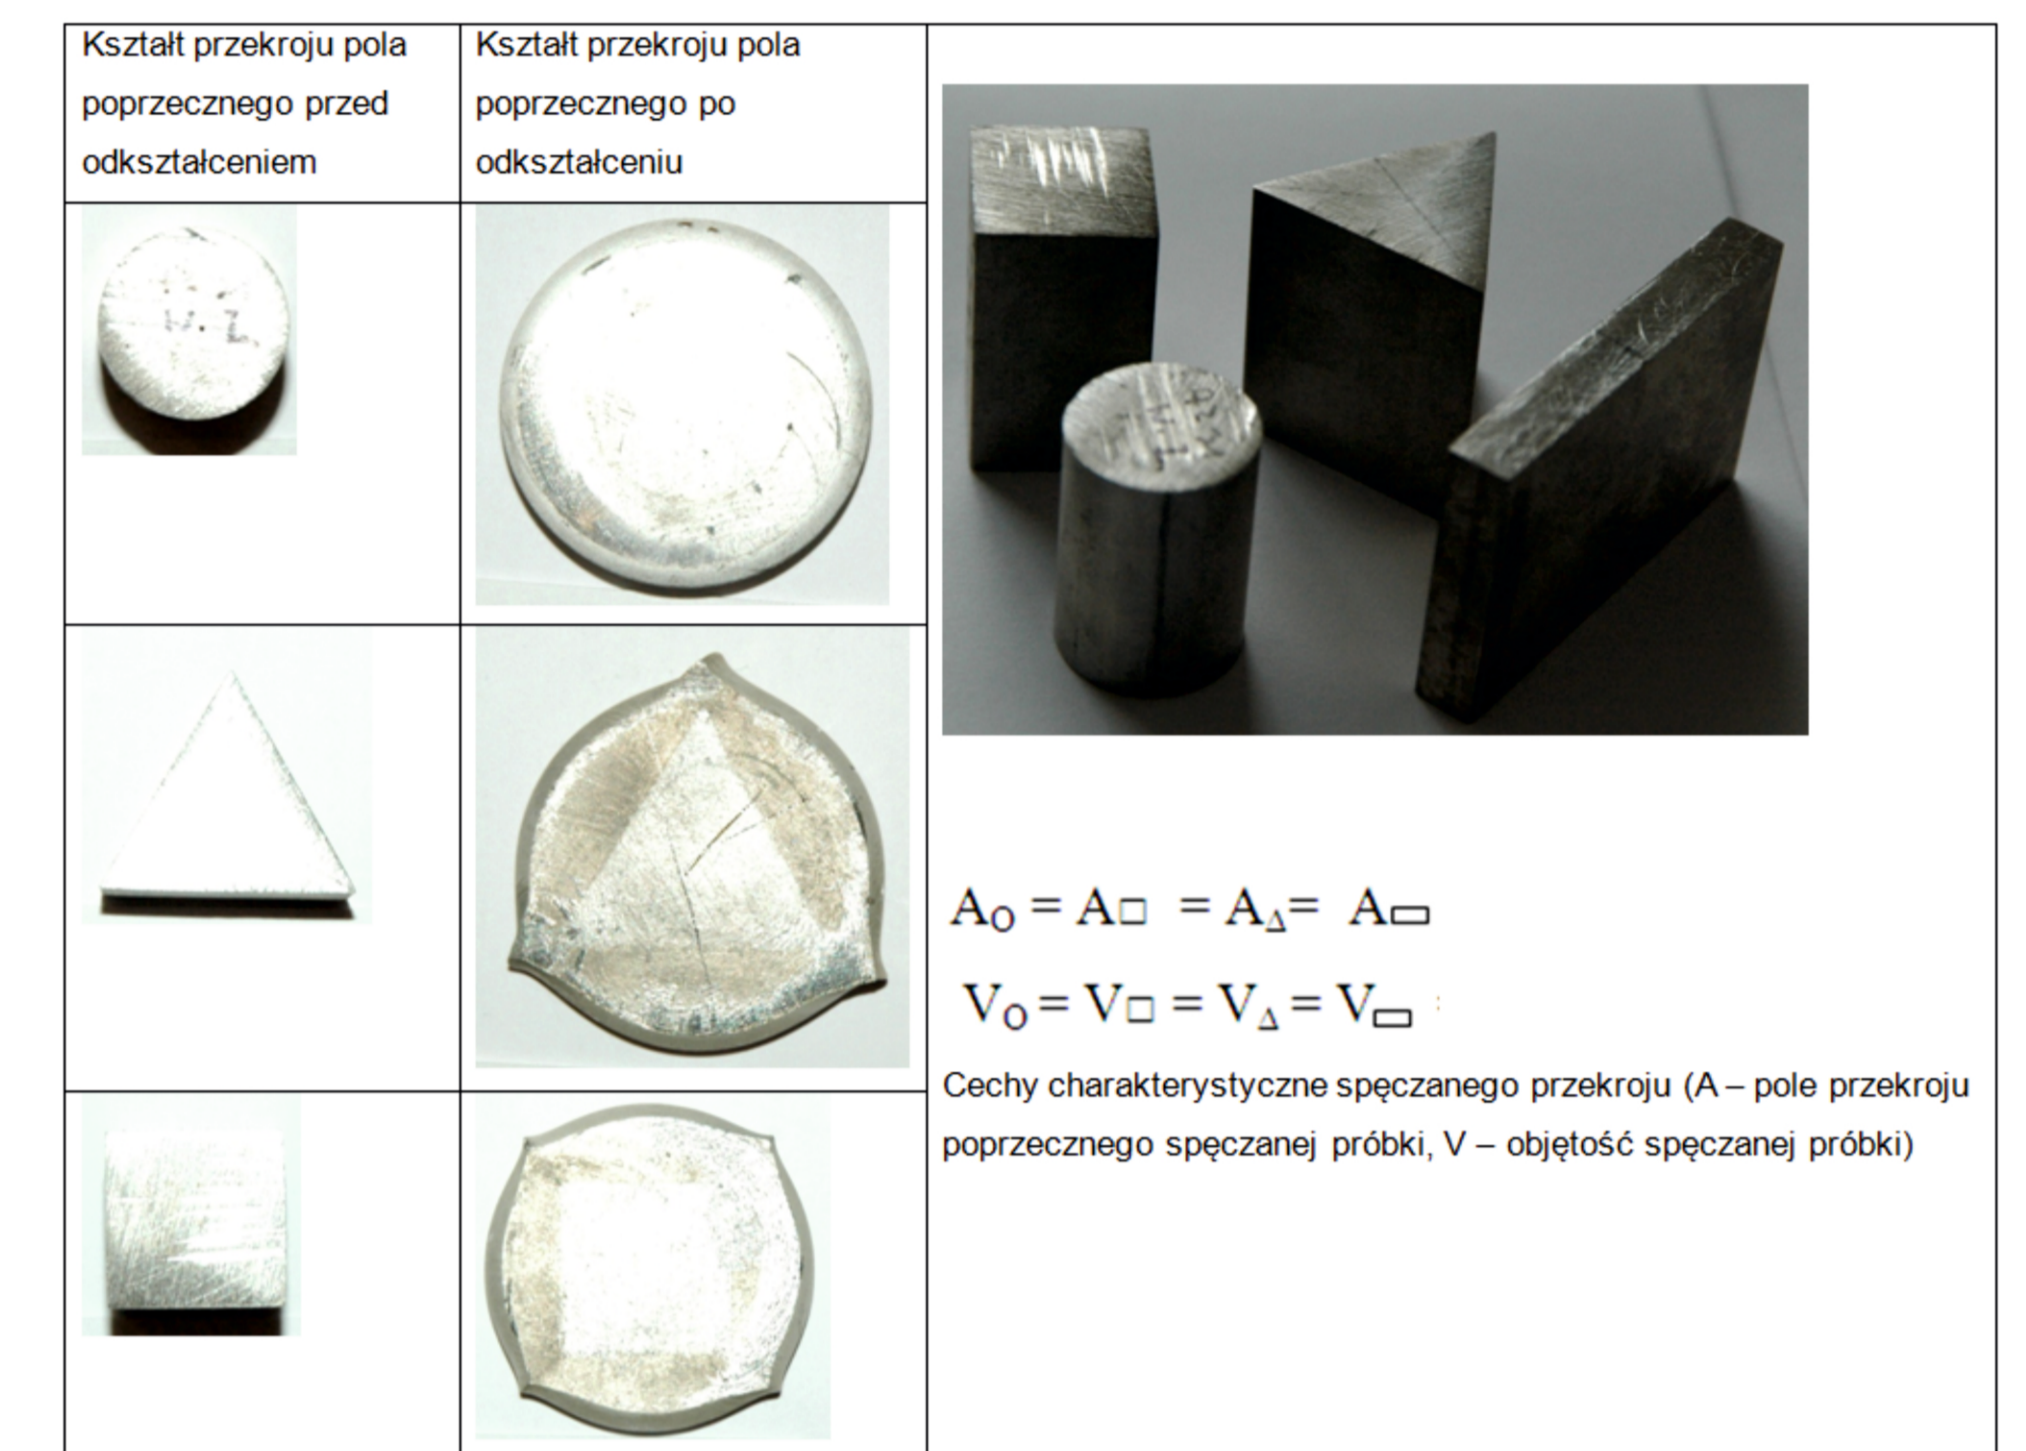 Kształt przekroju pola
poprzecznego przed
odkształceniem
Kształt przekroju pola
poprzecznego po
odkształceniu
A○ = A□ = A△ = A▭
V○ = V□ = V△ = V▭
Cechy charakterystyczne spęczanego przekroju (A – pole przekroju
poprzecznego spęczanej próbki, V – objętość spęczanej próbki)